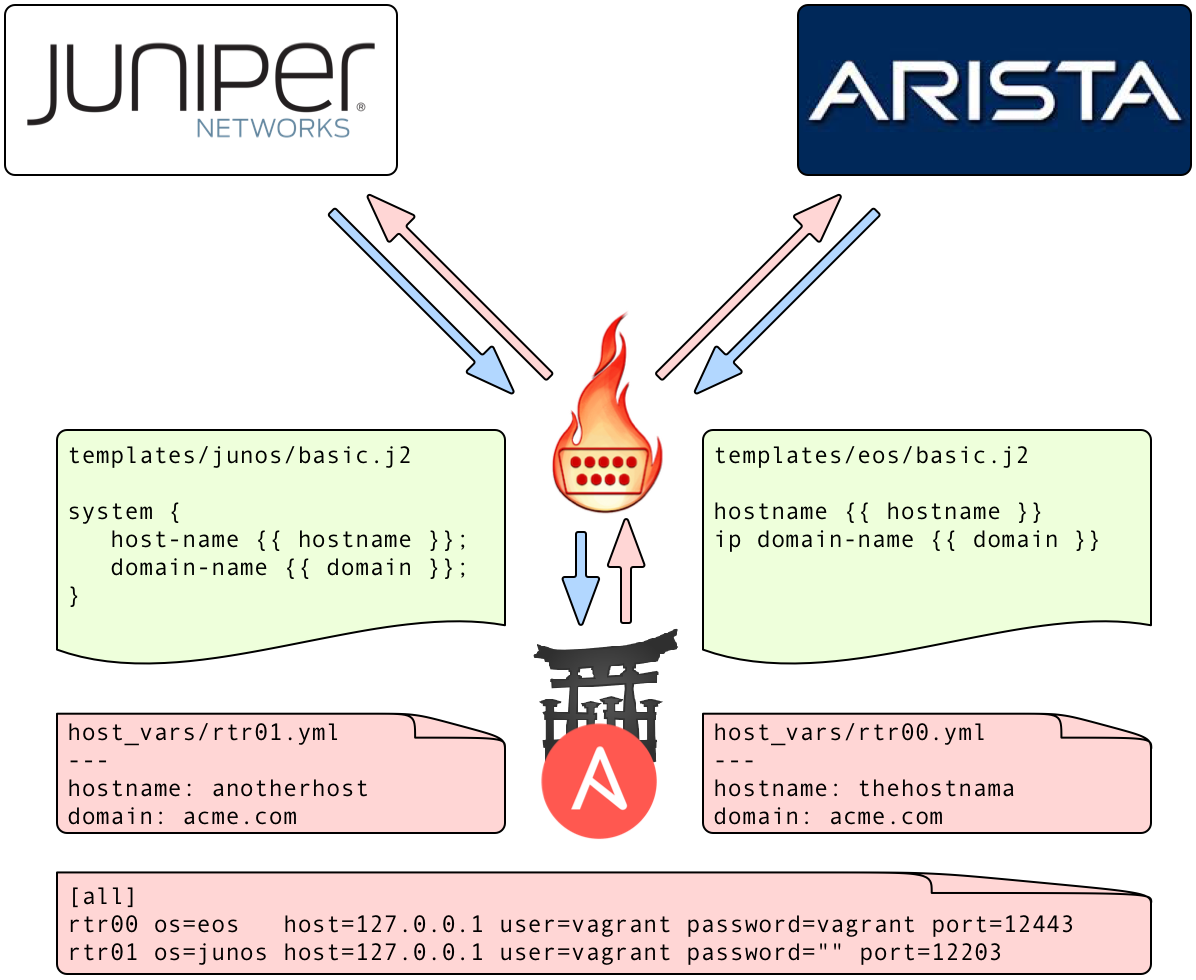 JUNIPER®
NETWORKS
ARISTA
templates/junos/basic.j2
system {
   host-name {{ hostname }};
   domain-name {{ domain }};
}
templates/eos/basic.j2
hostname {{ hostname }}
ip domain-name {{ domain }}
host_vars/rtr01.yml
---
hostname: anotherhost
domain: acme.com
host_vars/rtr00.yml
---
hostname: thehostnama
domain: acme.com
A
[all]
rtr00 os=eos   host=127.0.0.1 user=vagrant password=vagrant port=12443
rtr01 os=junos host=127.0.0.1 user=vagrant password="" port=12203